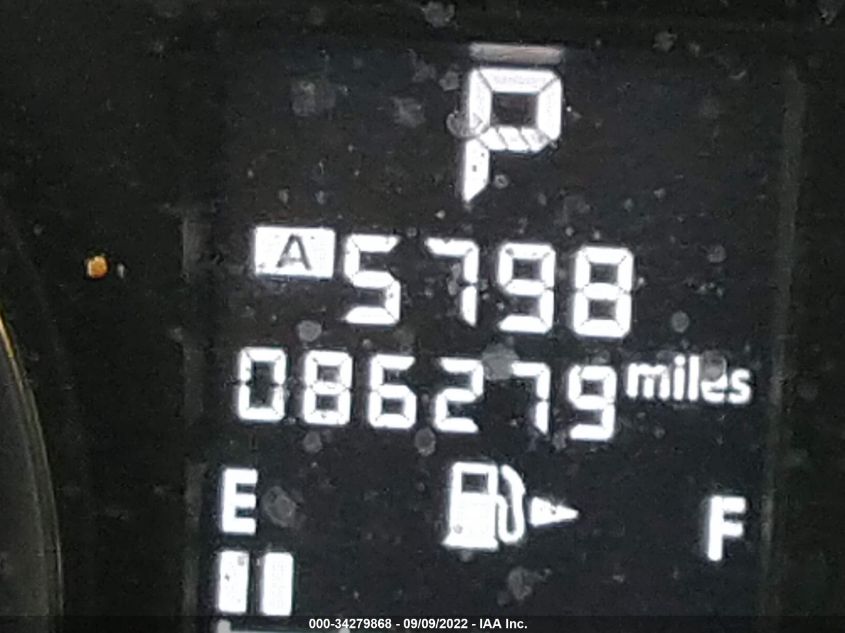 P
A 5798
086279 miles
E F
000-34279868 - 09/09/2022 - IAA Inc.